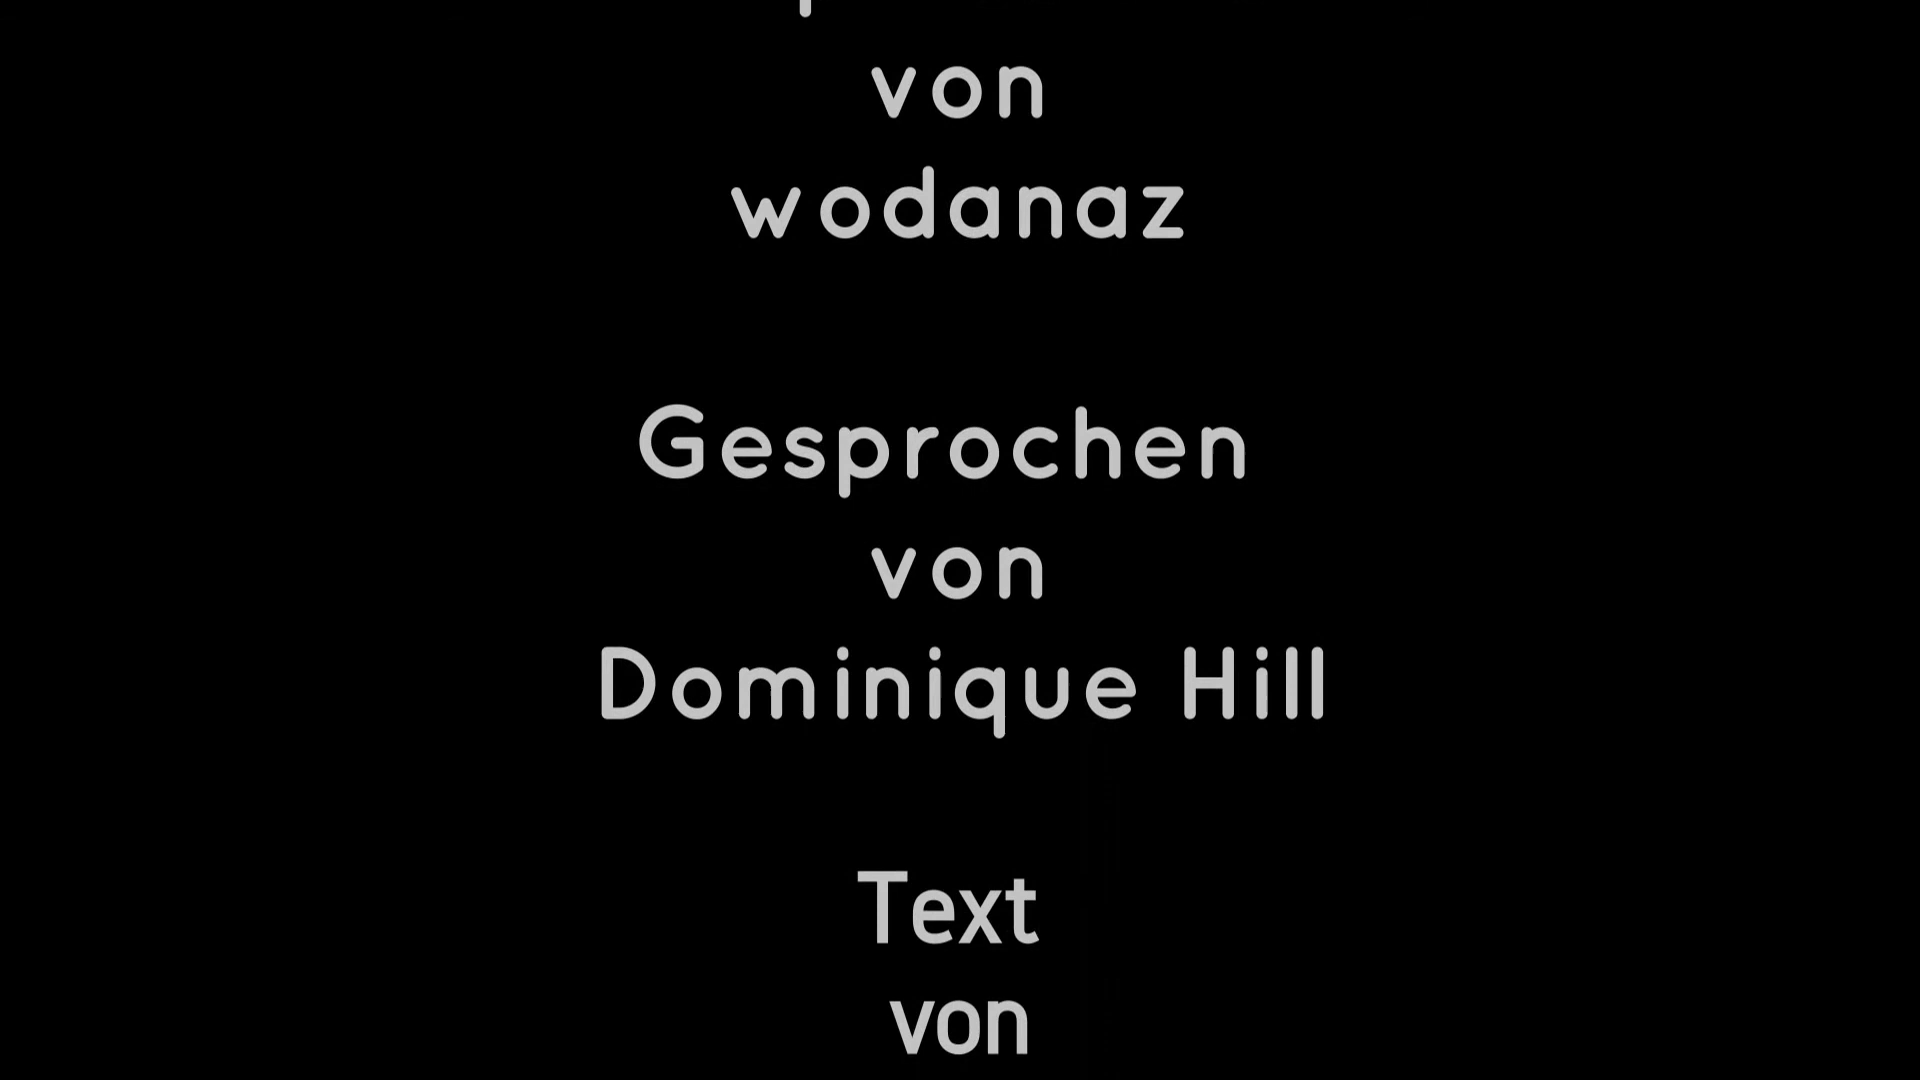 von
wodanaz
Gesprochen
von
Dominique Hill
Text
von